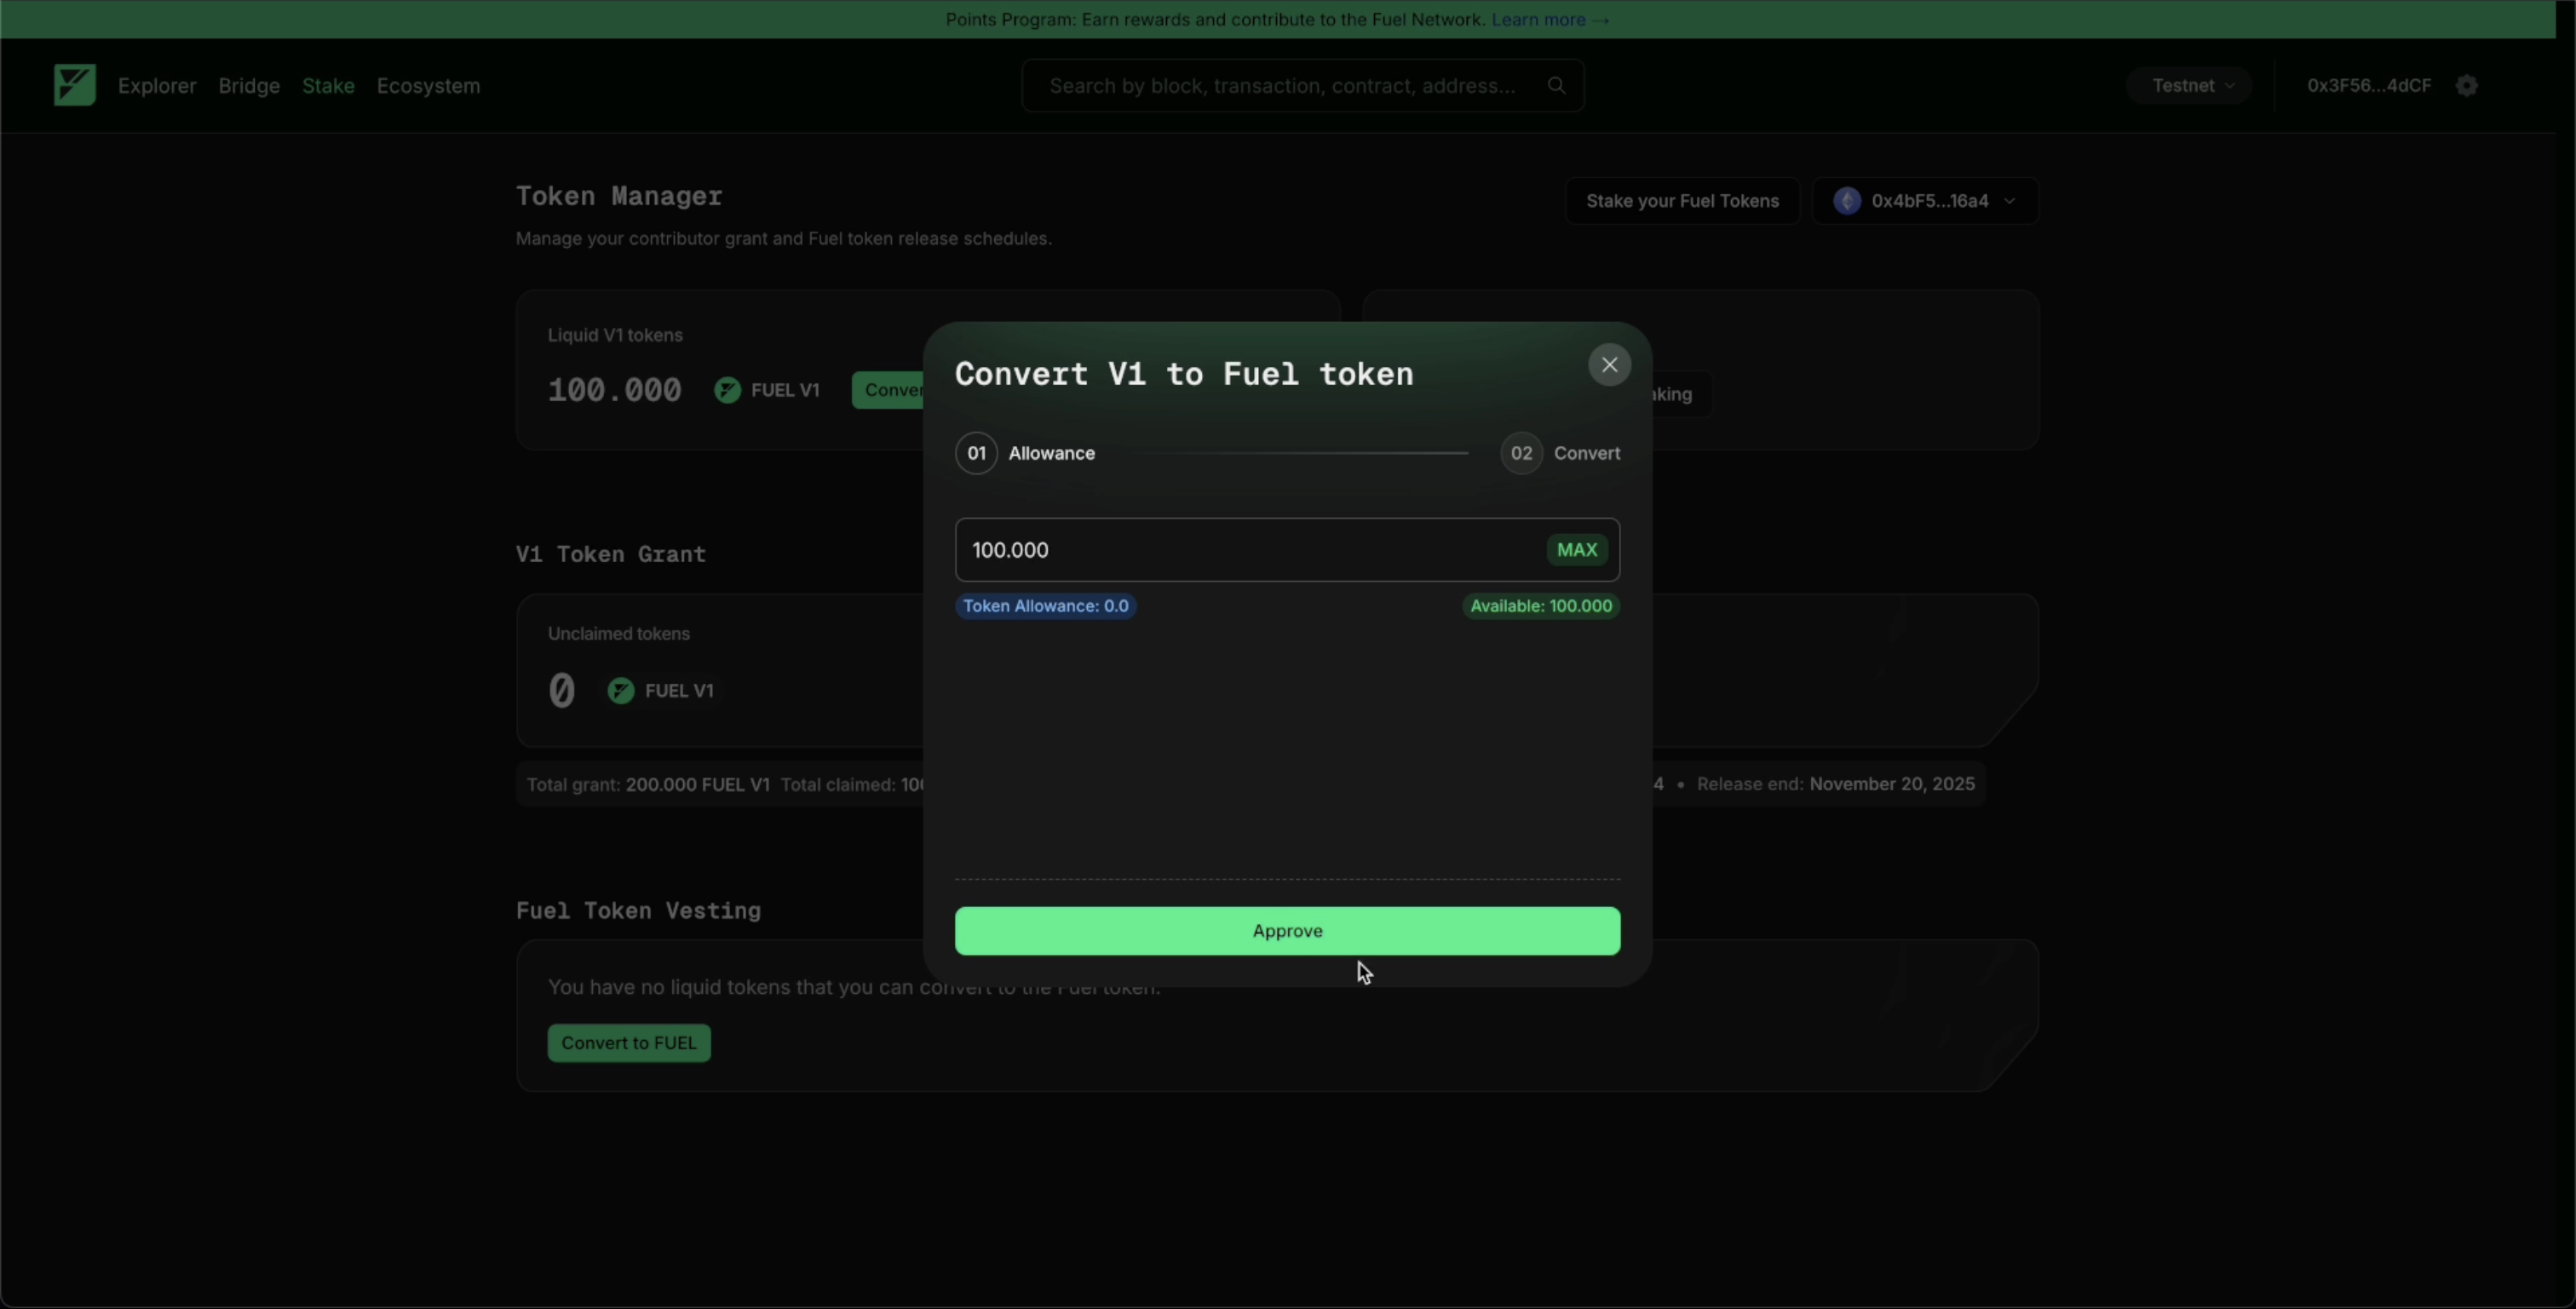 Points Program: Earn rewards and contribute to the Fuel Network. Learn more →
Explorer Bridge Stake Ecosystem
Search by block, transaction, contract, address...
Testnet
0x3F56...4dCF
Token Manager
Manage your contributor grant and Fuel token release schedules.
Stake your Fuel Tokens
0x4bF5...16a4
Liquid V1 tokens
100.000 FUEL V1
Convert V1 to Fuel token
01 Allowance
02 Convert
100.000 MAX
Token Allowance: 0.0
Available: 100.000
Approve
V1 Token Grant
Unclaimed tokens
0 FUEL V1
Total grant: 200.000 FUEL V1 Total claimed:
Release end: November 20, 2025
Fuel Token Vesting
You have no liquid tokens that you can convert to the Fuel token.
Convert to FUEL